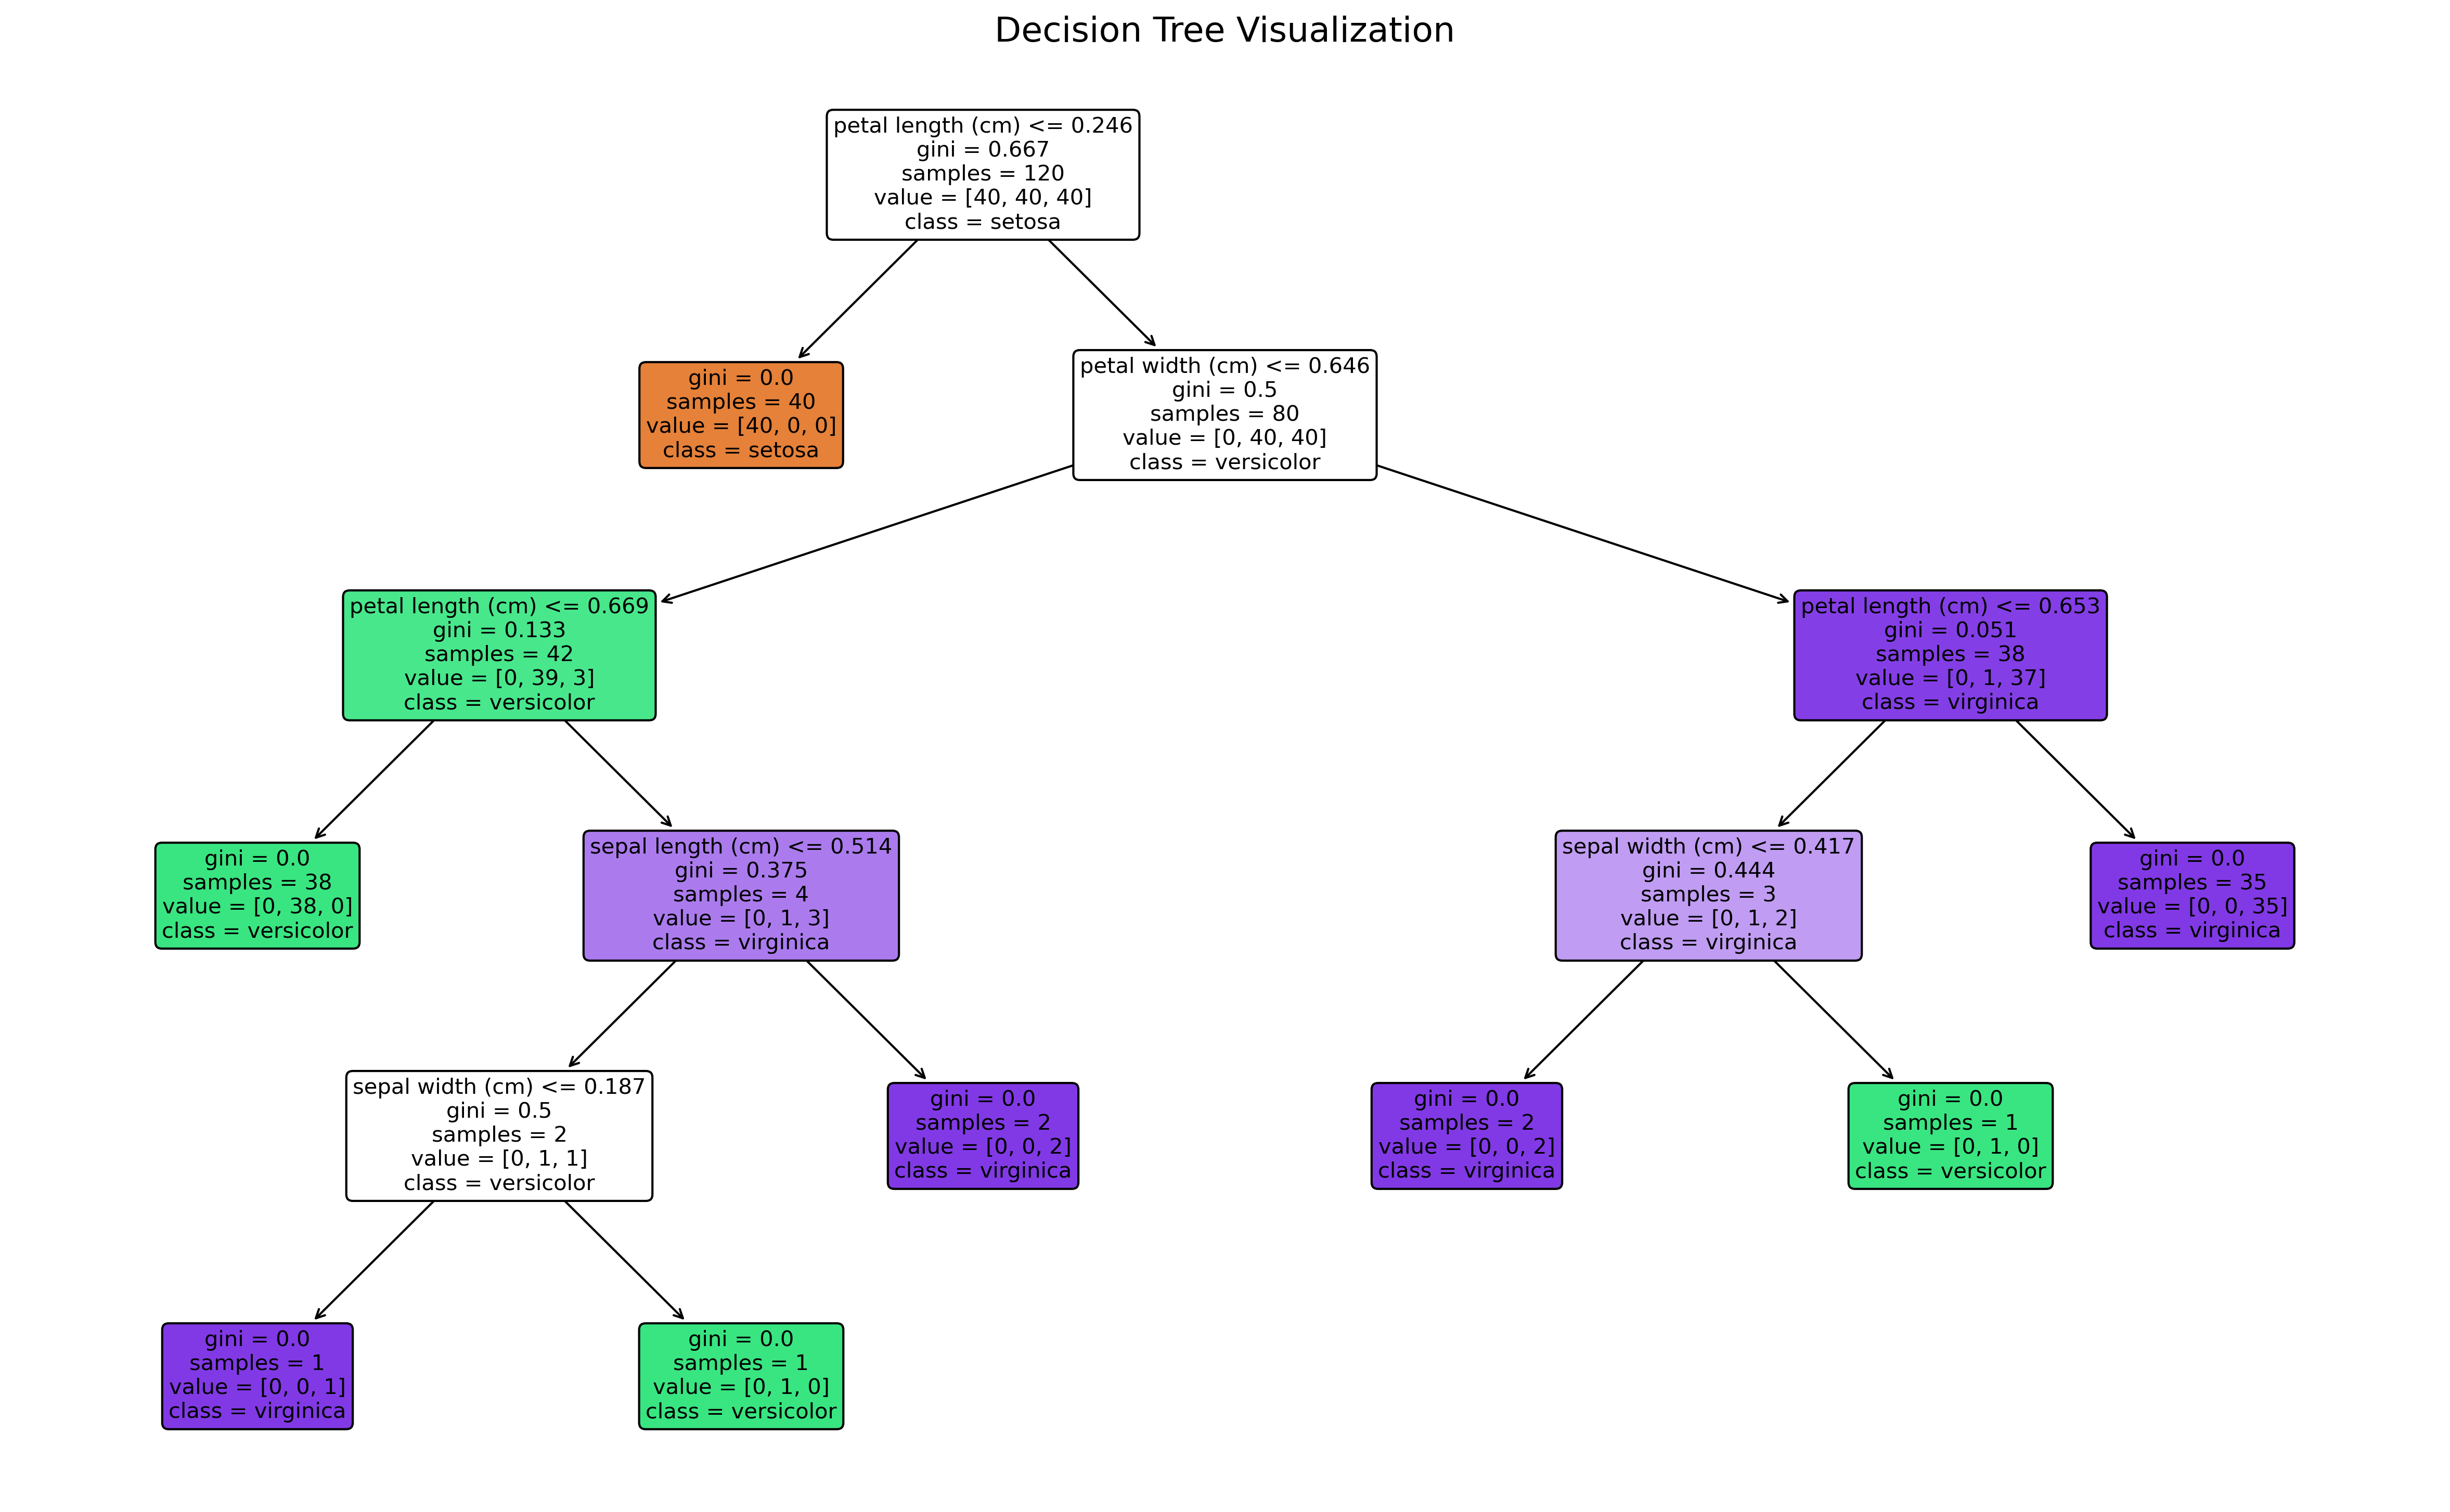 Decision Tree Visualization
petal length (cm) <= 0.246
gini = 0.667
samples = 120
value = [40, 40, 40]
class = setosa
gini = 0.0
samples = 40
value = [40, 0, 0]
class = setosa
petal width (cm) <= 0.646
gini = 0.5
samples = 80
value = [0, 40, 40]
class = versicolor
petal length (cm) <= 0.669
gini = 0.133
samples = 42
value = [0, 39, 3]
class = versicolor
petal length (cm) <= 0.653
gini = 0.051
samples = 38
value = [0, 1, 37]
class = virginica
gini = 0.0
samples = 38
value = [0, 38, 0]
class = versicolor
sepal length (cm) <= 0.514
gini = 0.375
samples = 4
value = [0, 1, 3]
class = virginica
sepal width (cm) <= 0.417
gini = 0.444
samples = 3
value = [0, 1, 2]
class = virginica
gini = 0.0
samples = 35
value = [0, 0, 35]
class = virginica
sepal width (cm) <= 0.187
gini = 0.5
samples = 2
value = [0, 1, 1]
class = versicolor
gini = 0.0
samples = 2
value = [0, 0, 2]
class = virginica
gini = 0.0
samples = 2
value = [0, 0, 2]
class = virginica
gini = 0.0
samples = 1
value = [0, 1, 0]
class = versicolor
gini = 0.0
samples = 1
value = [0, 0, 1]
class = virginica
gini = 0.0
samples = 1
value = [0, 1, 0]
class = versicolor